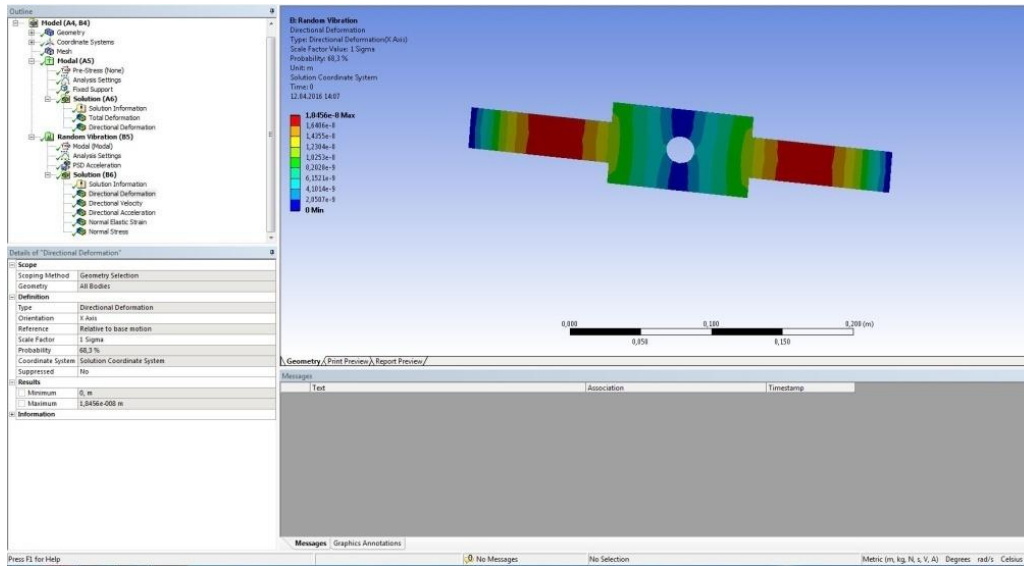 Outline
Model (A4, B4)
Geometry
Coordinate Systems
Mesh
Modal (A5)
Pre-Stress (None)
Analysis Settings
Fixed Support
Solution (A6)
Solution Information
Total Deformation
Directional Deformation
Random Vibration (B5)
Modal (Modal)
Analysis Settings
PSD Acceleration
Solution (B6)
Solution Information
Directional Deformation
Directional Velocity
Directional Acceleration
Normal Elastic Strain
Normal Stress
Details of "Directional Deformation"
Scope
Scoping Method Geometry Selection
Geometry All Bodies
Definition
Type Directional Deformation
Orientation X Axis
Reference Relative to base motion
Scale Factor 1 Sigma
Probability 68,3 %
Coordinate System Solution Coordinate System
Suppressed No
Results
Minimum 0, m
Maximum 1,8456e-008 m
Information
B: Random Vibration
Directional Deformation
Type: Directional Deformation(X Axis)
Scale Factor Value: 1 Sigma
Probability: 68,3 %
Unit: m
Solution Coordinate System
Time: 0
12.04.2016 14:07
1,8456e-8 Max
1,6406e-8
1,4355e-8
1,2304e-8
1,0253e-8
8,2028e-9
6,1521e-9
4,1014e-9
2,0507e-9
0 Min
0,000 0,100 0,200 (m)
0,050 0,150
Geometry Print Preview Report Preview
Messages
Text Association Timestamp
Messages Graphics Annotations
Press F1 for Help 0 No Messages No Selection Metric (m, kg, N, s, V, A) Degrees rad/s Celsius